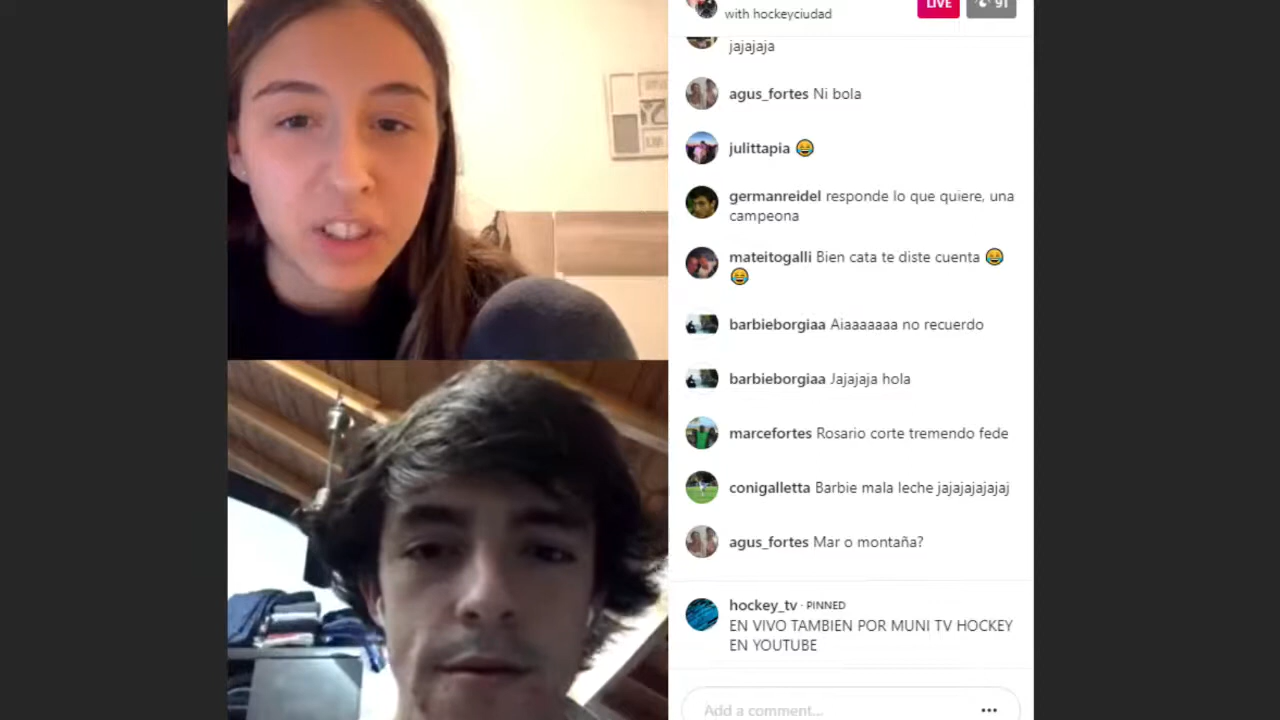 with hockeyciudad
LIVE
91
jajajaja
agus_fortes Ni bola
julittapia 😂
germanreidel responde lo que quiere, una
campeona
mateitogalli Bien cata te diste cuenta 😂
😂
barbieborgiaa Aiaaaaaaa no recuerdo
barbieborgiaa Jajajaja hola
marcefortes Rosario corte tremendo fede
conigalletta Barbie mala leche jajajajajajaj
agus_fortes Mar o montaña?
hockey_tv · PINNED
EN VIVO TAMBIEN POR MUNI TV HOCKEY
EN YOUTUBE
Add a comment...